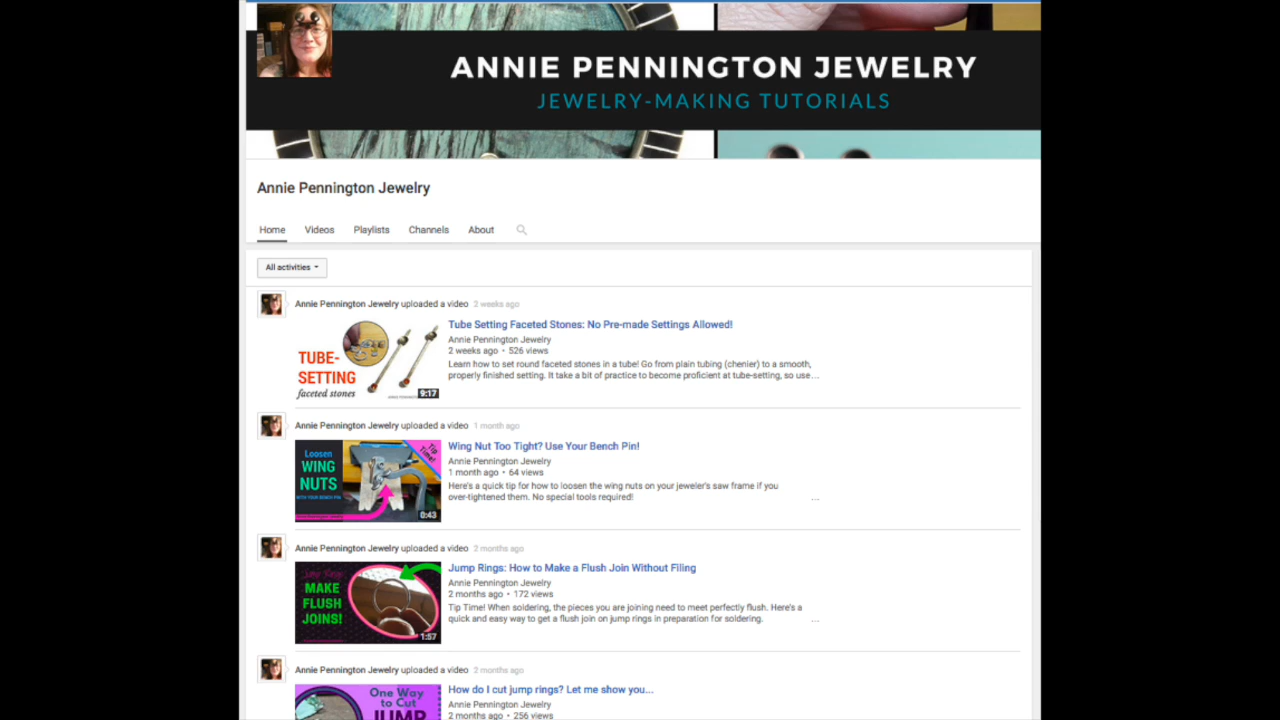 ANNIE PENNINGTON JEWELRY
JEWELRY-MAKING TUTORIALS
Annie Pennington Jewelry
Home Videos Playlists Channels About
All activities
Annie Pennington Jewelry uploaded a video 2 weeks ago
TUBE-
SETTING
faceted stones
9:17
Tube Setting Faceted Stones: No Pre-made Settings Allowed!
Annie Pennington Jewelry
2 weeks ago • 526 views
Learn how to set round faceted stones in a tube! Go from plain tubing (chenier) to a smooth,
properly finished setting. It take a bit of practice to become proficient at tube-setting, so use...
Annie Pennington Jewelry uploaded a video 1 month ago
Loosen
WING
NUTS
WITH YOUR BENCH PIN
Tip
Time!
0:43
Wing Nut Too Tight? Use Your Bench Pin!
Annie Pennington Jewelry
1 month ago • 64 views
Here's a quick tip for how to loosen the wing nuts on your jeweler's saw frame if you
over-tightened them. No special tools required! ...
Annie Pennington Jewelry uploaded a video 2 months ago
MAKE
FLUSH
JOINS!
1:57
Jump Rings: How to Make a Flush Join Without Filing
Annie Pennington Jewelry
2 months ago • 172 views
Tip Time! When soldering, the pieces you are joining need to meet perfectly flush. Here's a
quick and easy way to get a flush join on jump rings in preparation for soldering. ...
Annie Pennington Jewelry uploaded a video 2 months ago
One Way
to Cut
JUMP
How do I cut jump rings? Let me show you...
Annie Pennington Jewelry
2 months ago • 256 views